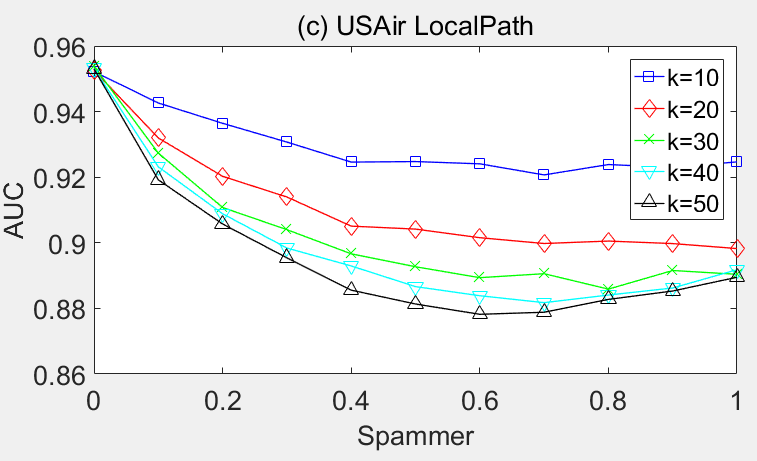 (c) USAir LocalPath
0.96
0.94
0.92
0.9
0.88
0.86
AUC
k=10
k=20
k=30
k=40
k=50
0 0.2 0.4 0.6 0.8 1
Spammer